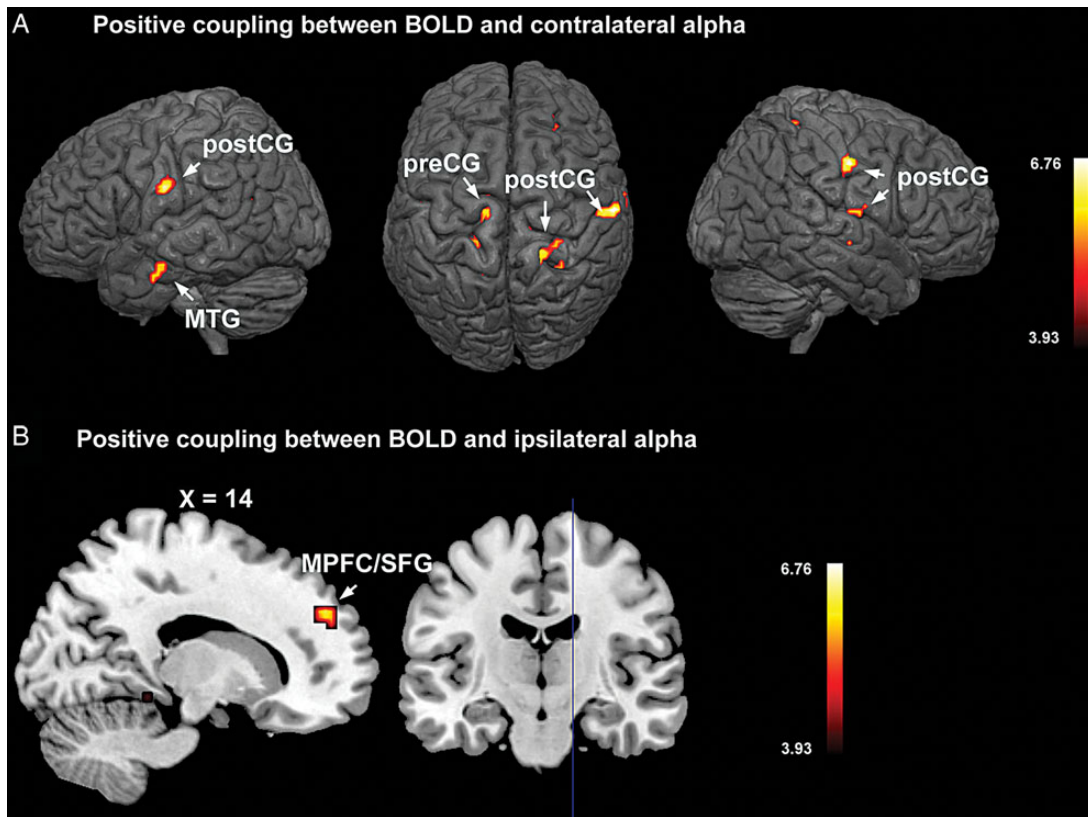 A Positive coupling between BOLD and contralateral alpha
postCG
MTG
preCG
postCG
postCG
6.76
3.93
B Positive coupling between BOLD and ipsilateral alpha
X = 14
MPFC/SFG
6.76
3.93